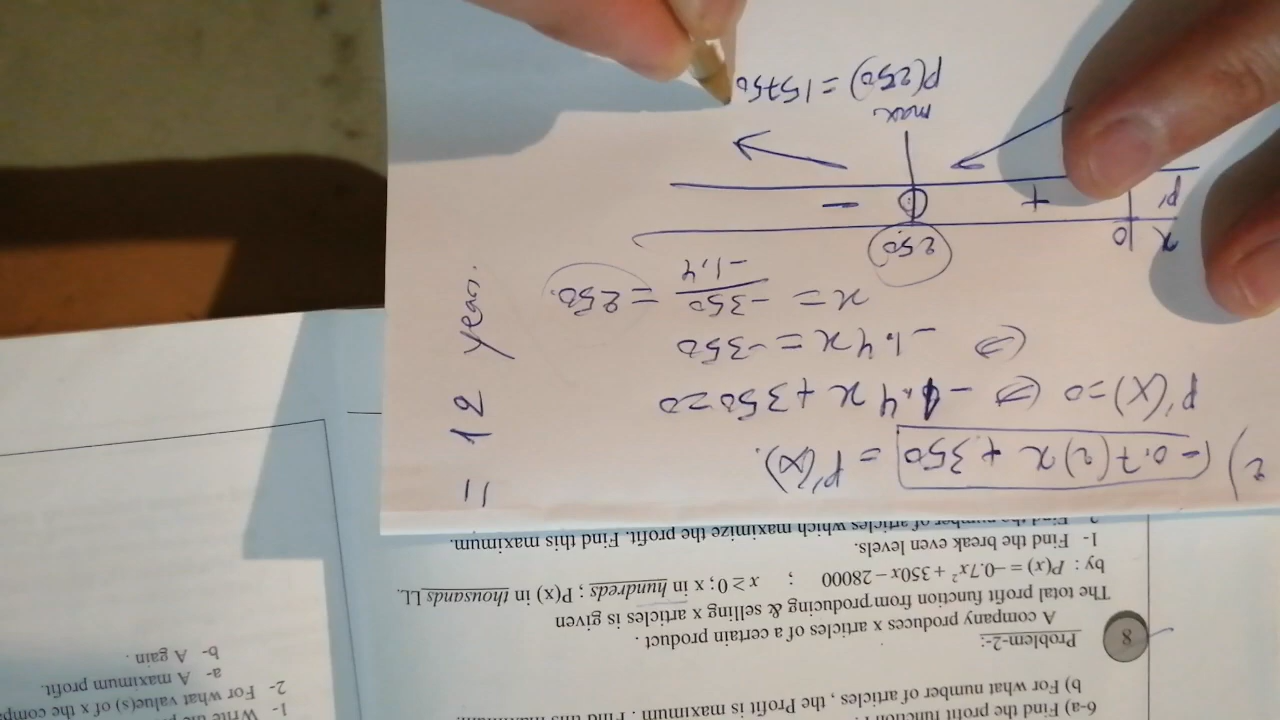 6-a) Find the profit function
b) For what number of articles , the Profit is maximum .
8
Problem-2-:
A company produces x articles of a certain product .
The total profit function from producing & selling x articles is given
by : P(x) = –0.7x² + 350x – 28000 ; x ≥ 0 ; x in hundreds ; P(x) in thousands LL.
1- Find the break even levels.
2- Find the number of articles which maximize the profit. Find this maximum.
1- Write the
2- For what value(s) of x the
a- A maximum profit.
b- A gain .
2) (-0.7(2)x + 350 = P'(x).
P'(x)=0 ⇔ -1.4x+350=0
⇔ -1.4x = -350
x = -350/-1.4 = 250.
x 0 250
P' + 0 -
max
P(250) = 15750
= 12 years.